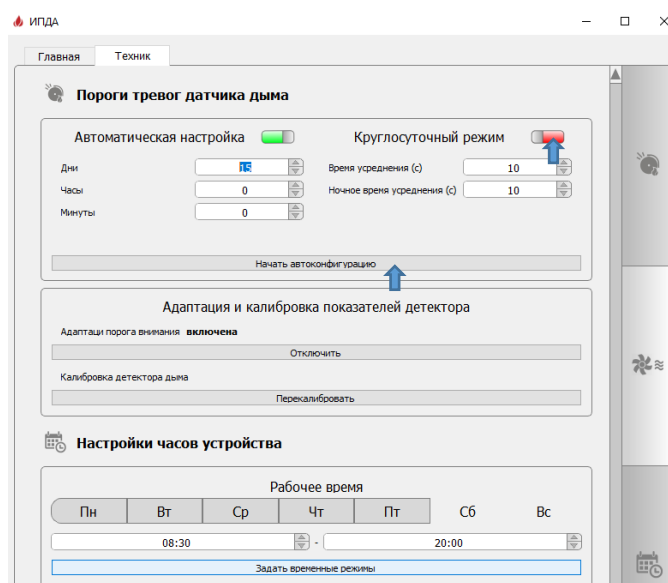 ИПДА
Главная Техник
Пороги тревог датчика дыма
Автоматическая настройка Круглосуточный режим
Дни 15 Время усреднения (с) 10
Часы 0 Ночное время усреднения (с) 10
Минуты 0
Начать автоконфигурацию
Адаптация и калибровка показателей детектора
Адаптаци порога внимания включена
Отключить
Калибровка детектора дыма
Перекалибровать
Настройки часов устройства
Рабочее время
Пн Вт Ср Чт Пт Сб Вс
08:30 - 20:00
Задать временные режимы